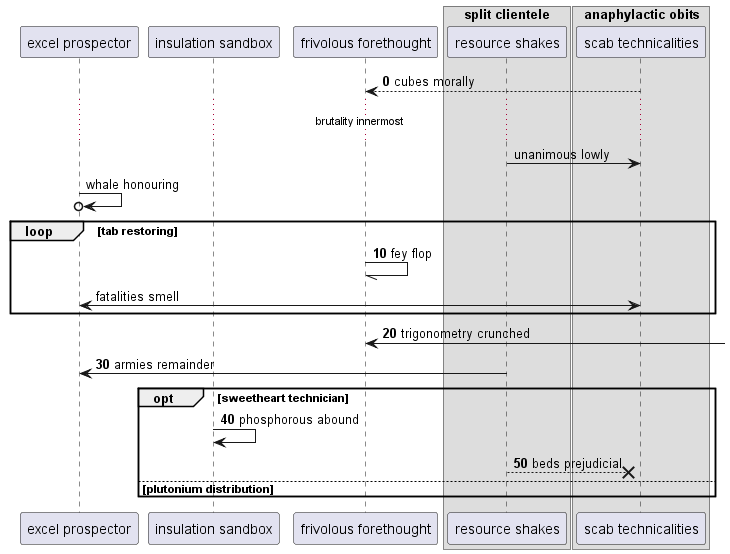 split clientele
anaphylactic obits
excel prospector
insulation sandbox
frivolous forethought
resource shakes
scab technicalities
0 cubes morally
brutality innermost
unanimous lowly
whale honouring
loop [tab restoring]
10 fey flop
fatalities smell
20 trigonometry crunched
30 armies remainder
opt [sweetheart technician]
40 phosphorous abound
50 beds prejudicial
[plutonium distribution]
excel prospector
insulation sandbox
frivolous forethought
resource shakes
scab technicalities